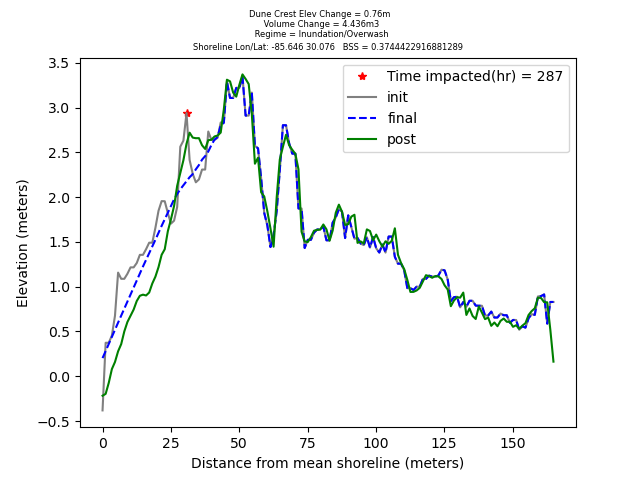 Dune Crest Elev Change = 0.76m
Volume Change = 4.436m3
Regime = Inundation/Overwash
Shoreline Lon/Lat: -85.646 30.076 BSS = 0.3744422916881289
Time impacted(hr) = 287
init
final
post
Elevation (meters)
3.5
3.0
2.5
2.0
1.5
1.0
0.5
0.0
−0.5
0
25
50
75
100
125
150
Distance from mean shoreline (meters)